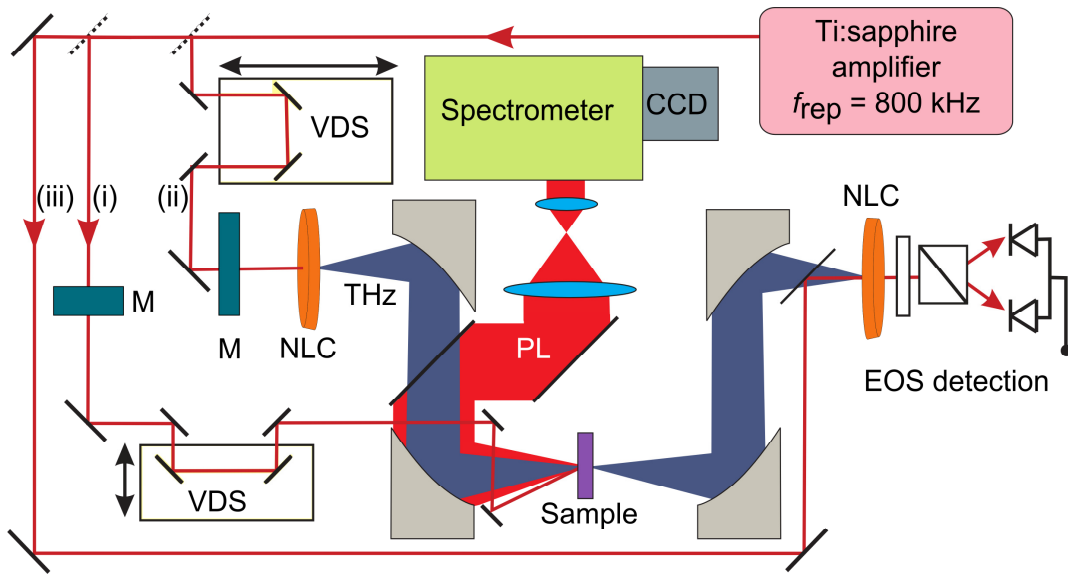 Ti:sapphire
amplifier
frep = 800 kHz
Spectrometer
CCD
VDS
(iii)
(i)
(ii)
NLC
THz
M
M
NLC
PL
EOS detection
VDS
Sample